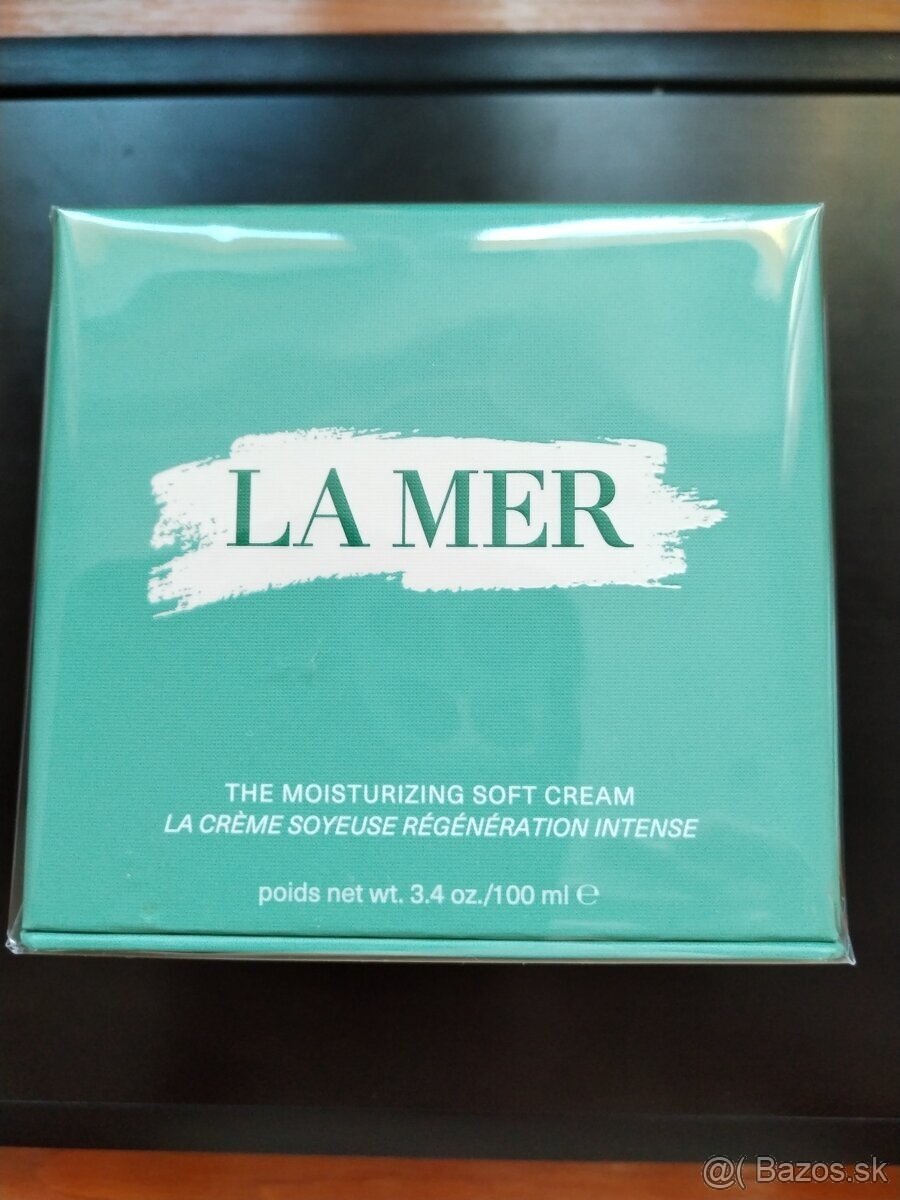 LA MER
THE MOISTURIZING SOFT CREAM
LA CRÈME SOYEUSE RÉGÉNÉRATION INTENSE
poids net wt. 3.4 oz./100 ml ℮
@( Bazos.sk